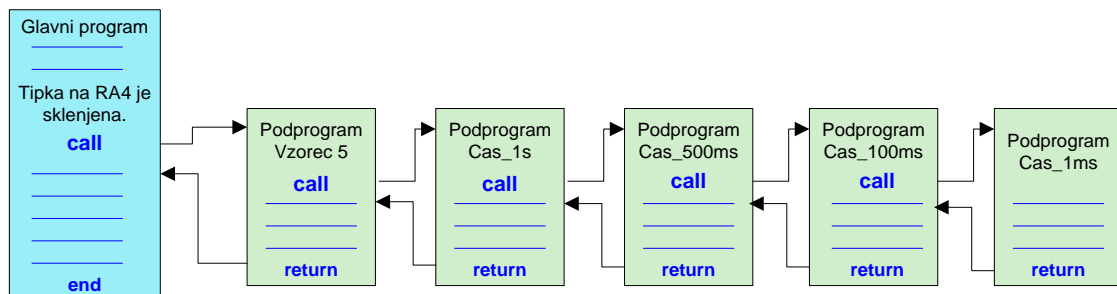 Glavni program
Tipka na RA4 je
sklenjena.
call
end
Podprogram
Vzorec 5
call
return
Podprogram
Cas_1s
call
return
Podprogram
Cas_500ms
call
return
Podprogram
Cas_100ms
call
return
Podprogram
Cas_1ms
return